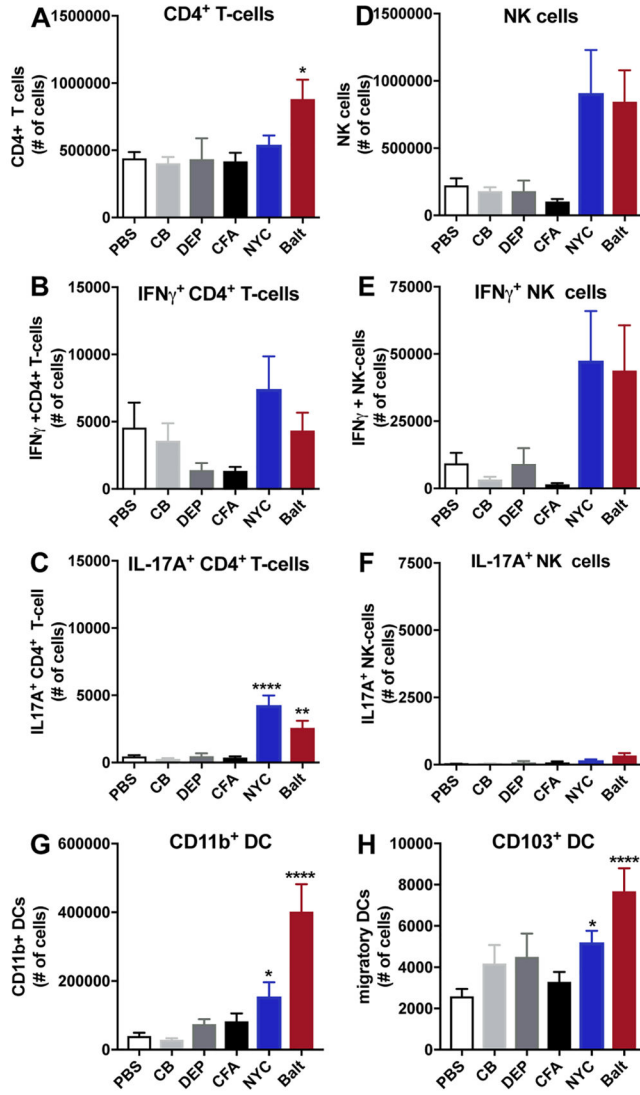 A
CD4+ T-cells
CD4+ T cells
(# of cells)
1500000
1000000
500000
0
*
PBS
CB
DEP
CFA
NYC
Balt
D
NK cells
NK cells
(# of cells)
1500000
1000000
500000
0
PBS
CB
DEP
CFA
NYC
Balt
B
IFNγ+ CD4+ T-cells
IFNγ +CD4+ T-cells
(# of cells)
15000
10000
5000
0
PBS
CB
DEP
CFA
NYC
Balt
E
IFNγ+ NK cells
IFNγ + NK-cells
(# of cells)
75000
50000
25000
0
PBS
CB
DEP
CFA
NYC
Balt
C
IL-17A+ CD4+ T-cells
IL17A+ CD4+ T-cell
(# of cells)
15000
10000
5000
0
****
**
PBS
CB
DEP
CFA
NYC
Balt
F
IL-17A+ NK cells
IL17A+ NK-cells
(# of cells)
7500
5000
2500
0
PBS
CB
DEP
CFA
NYC
Balt
G
CD11b+ DC
CD11b+ DCs
(# of cells)
600000
400000
200000
0
*
****
PBS
CB
DEP
CFA
NYC
Balt
H
CD103+ DC
migratory DCs
(# of cells)
10000
8000
6000
4000
2000
0
*
****
PBS
CB
DEP
CFA
NYC
Balt